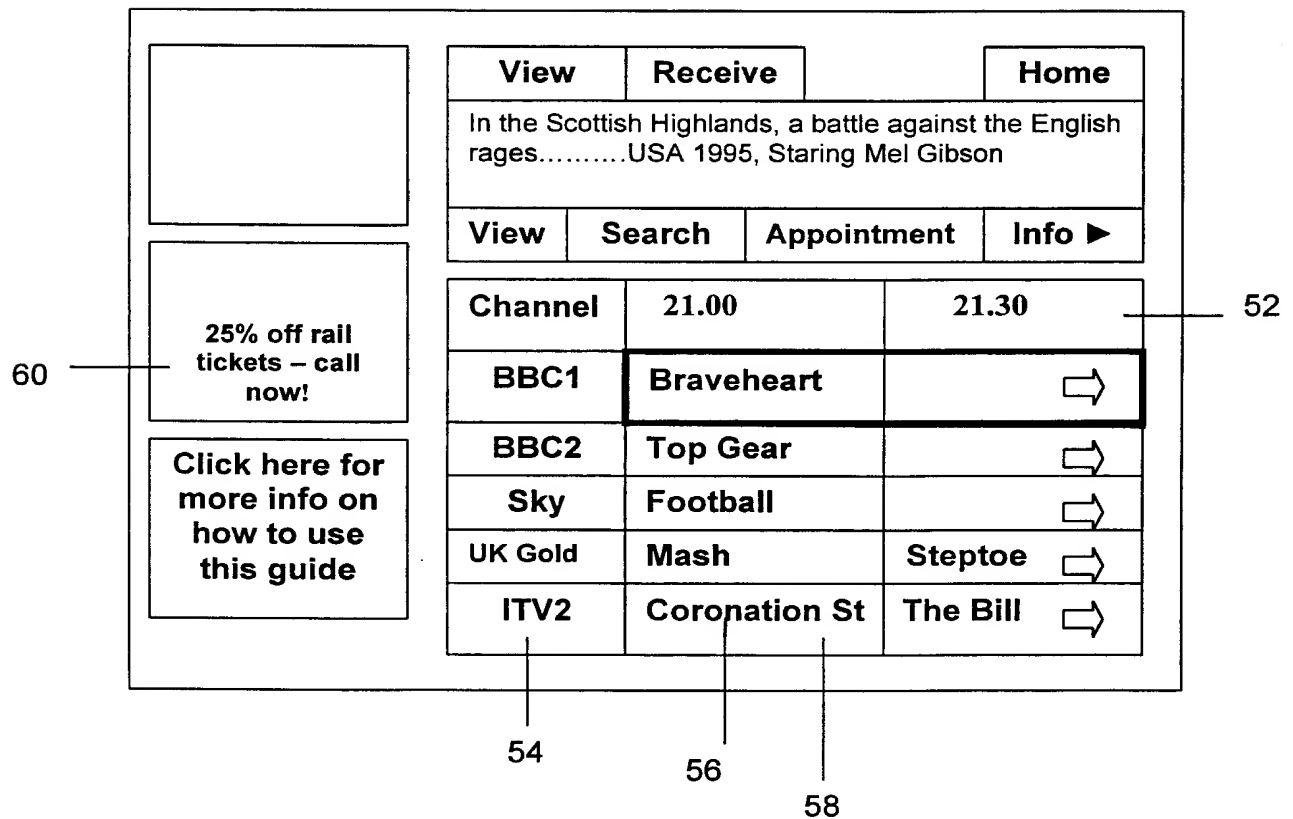 View Receive Home
In the Scottish Highlands, a battle against the English
rages..........USA 1995, Staring Mel Gibson
View Search Appointment Info ►
25% off rail
tickets – call
now!
60
Click here for
more info on
how to use
this guide
Channel 21.00 21.30
52
BBC1 Braveheart
BBC2 Top Gear
Sky Football
UK Gold Mash Steptoe
ITV2 Coronation St The Bill
54
56
58